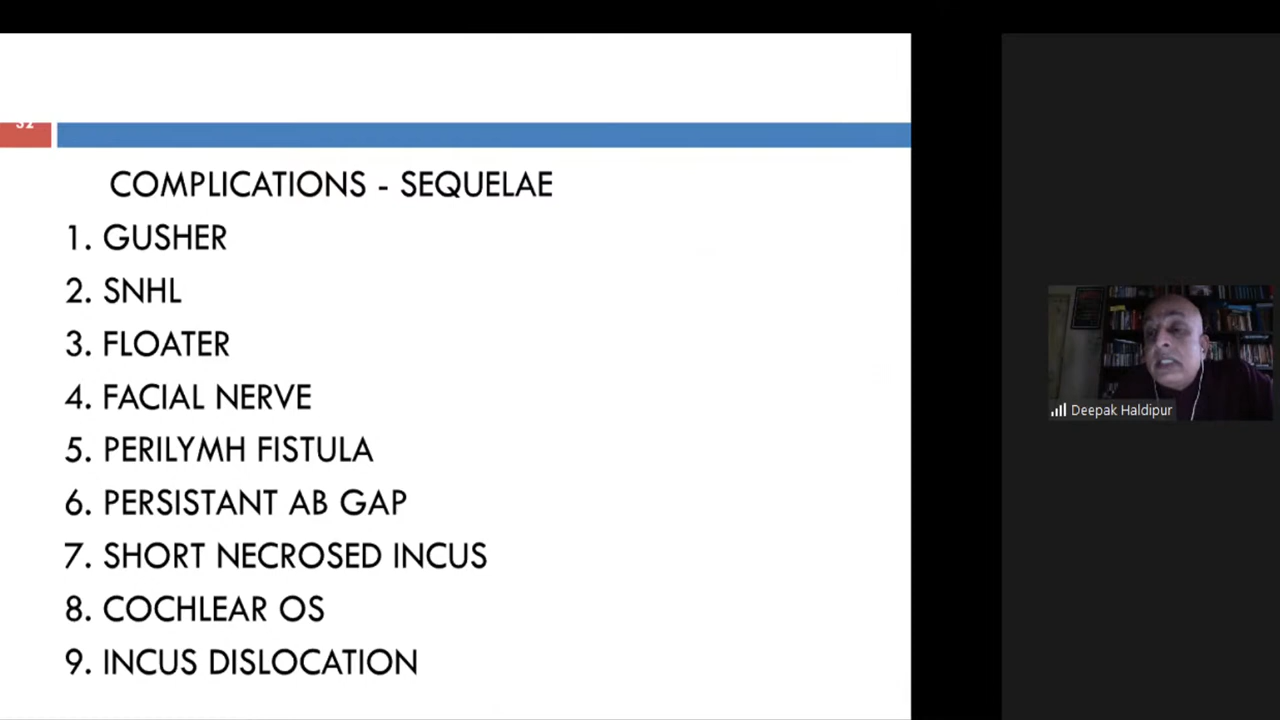 32
COMPLICATIONS - SEQUELAE
1. GUSHER
2. SNHL
3. FLOATER
4. FACIAL NERVE
5. PERILYMH FISTULA
6. PERSISTANT AB GAP
7. SHORT NECROSED INCUS
8. COCHLEAR OS
9. INCUS DISLOCATION
Deepak Haldipur